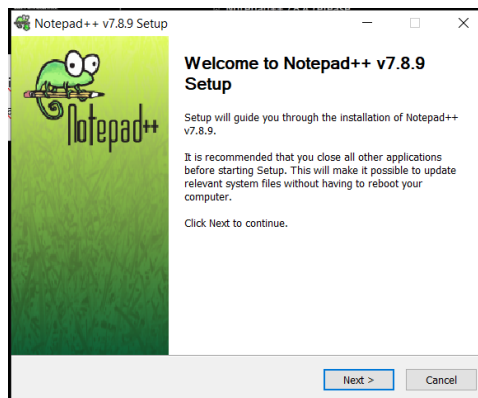 Notepad++ v7.8.9 Setup
Notepad++
Welcome to Notepad++ v7.8.9
Setup
Setup will guide you through the installation of Notepad++
v7.8.9.
It is recommended that you close all other applications
before starting Setup. This will make it possible to update
relevant system files without having to reboot your
computer.
Click Next to continue.
Next >
Cancel